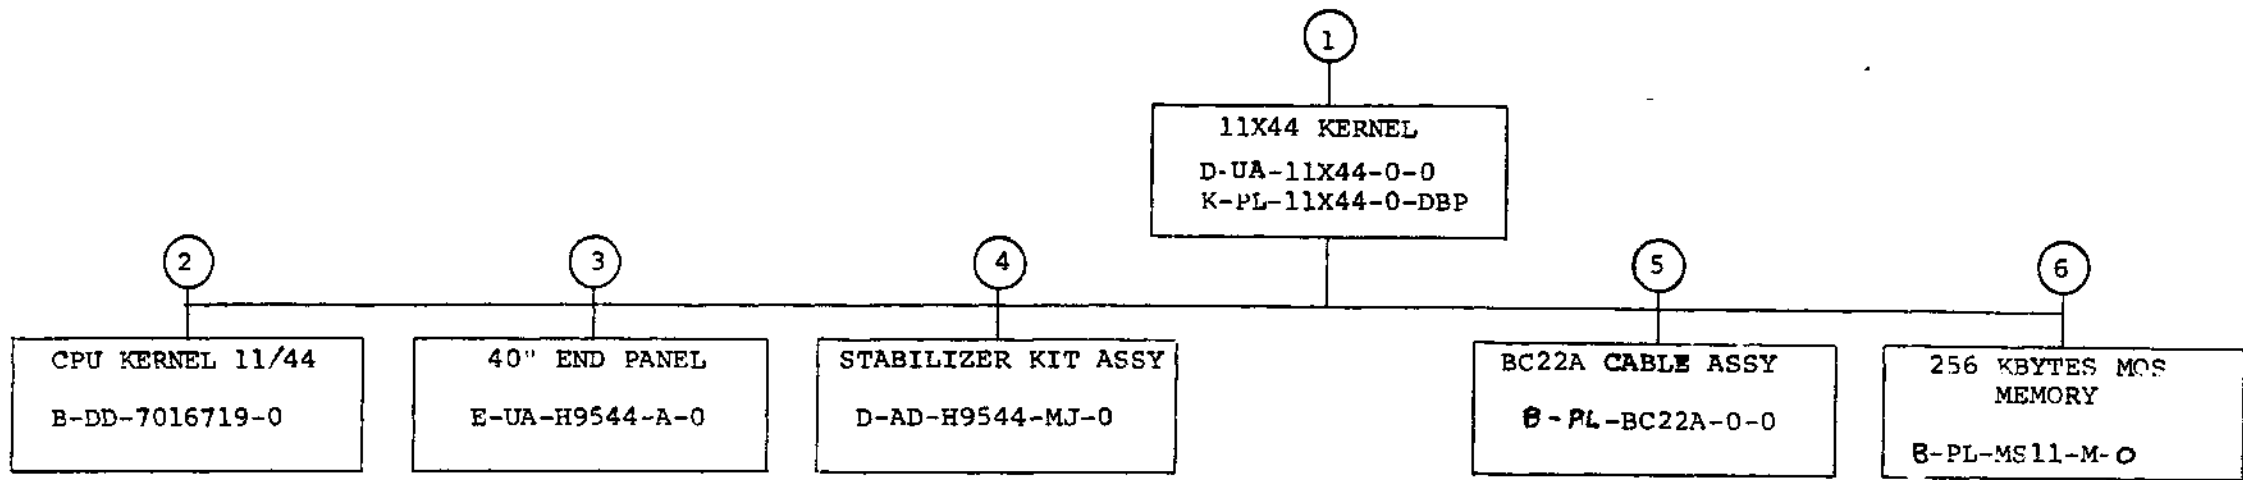 1
11X44 KERNEL
D-UA-11X44-0-0
K-PL-11X44-0-DBP
2
3
4
5
6
CPU KERNEL 11/44
B-DD-7016719-0
40" END PANEL
E-UA-H9544-A-0
STABILIZER KIT ASSY
D-AD-H9544-MJ-0
BC22A CABLE ASSY
B-PL-BC22A-0-0
256 KBYTES MOS
MEMORY
B-PL-MS11-M-0